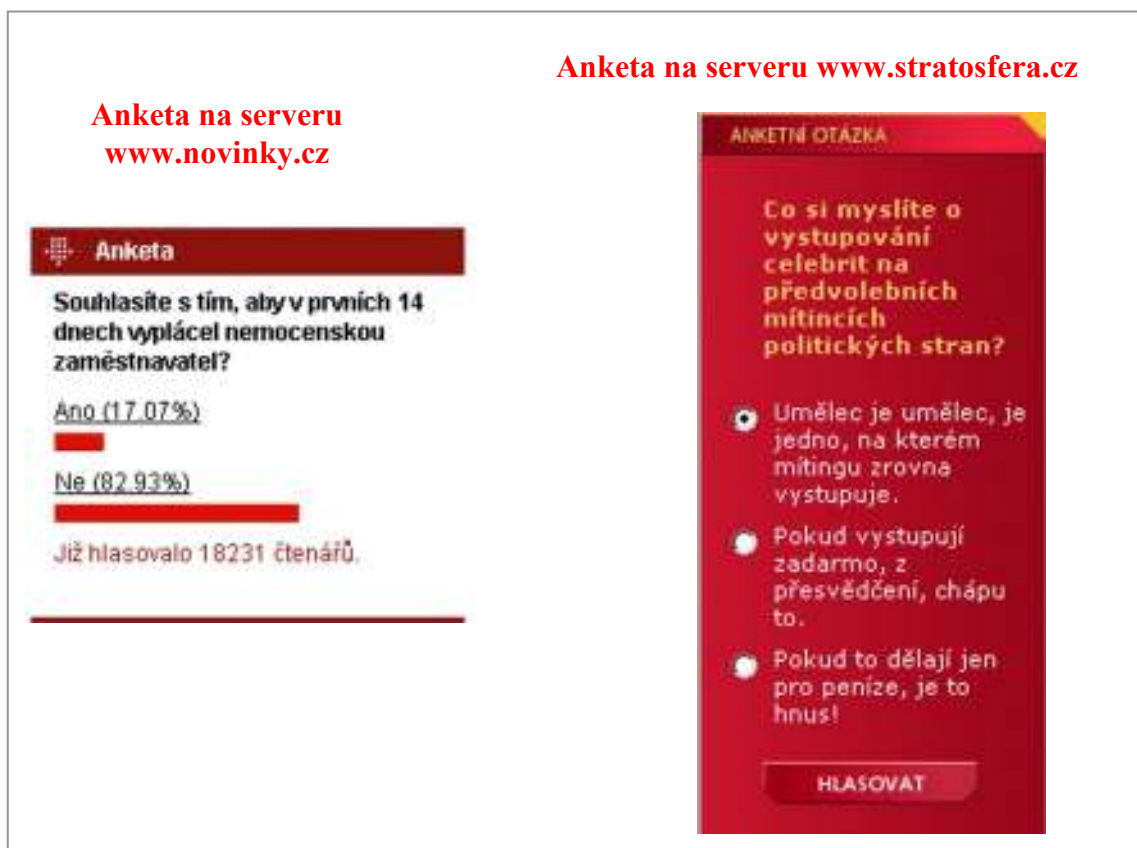 Anketa na serveru www.stratosfera.cz
Anketa na serveru
www.novinky.cz
Anketa
Souhlasíte s tím, aby v prvních 14
dnech vyplácel nemocenskou
zaměstnavatel?
Ano (17.07%)
Ne (82.93%)
Již hlasovalo 18231 čtenářů.
ANKETNÍ OTÁZKA
Co si myslíte o
vystupování
celebrit na
předvolebních
mítincích
politických stran?
Umělec je umělec, je
jedno, na kterém
mítingu zrovna
vystupuje.
Pokud vystupují
zadarmo, z
přesvědčení, chápu
to.
Pokud to dělají jen
pro peníze, je to
hnus!
HLASOVAT